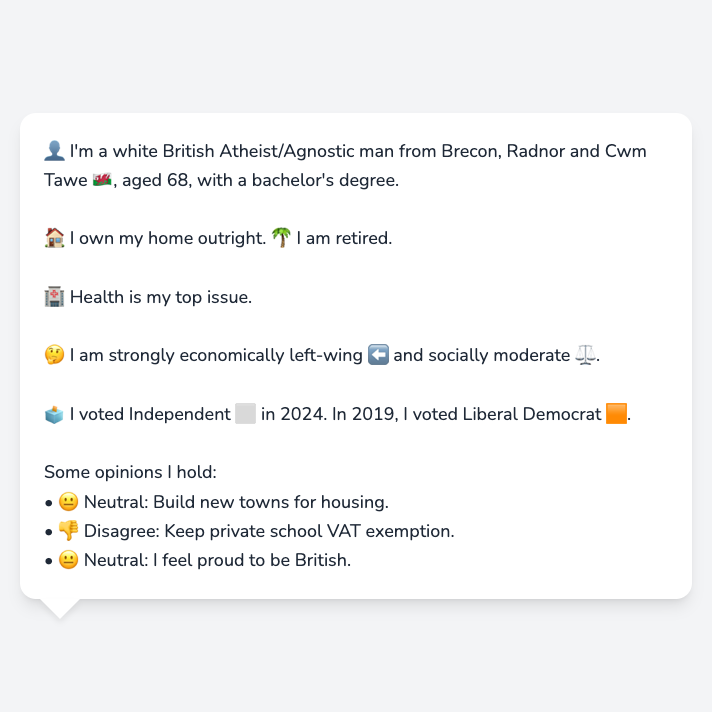 👤 I'm a white British Atheist/Agnostic man from Brecon, Radnor and Cwm
Tawe 🏴󠁧󠁢󠁷󠁬󠁳󠁿, aged 68, with a bachelor's degree.
🏠 I own my home outright. 🌴 I am retired.
🏥 Health is my top issue.
🤔 I am strongly economically left-wing ⬅️ and socially moderate ⚖️.
🗳️ I voted Independent ⬜ in 2024. In 2019, I voted Liberal Democrat 🟧.
Some opinions I hold:
• 😐 Neutral: Build new towns for housing.
• 👎 Disagree: Keep private school VAT exemption.
• 😐 Neutral: I feel proud to be British.